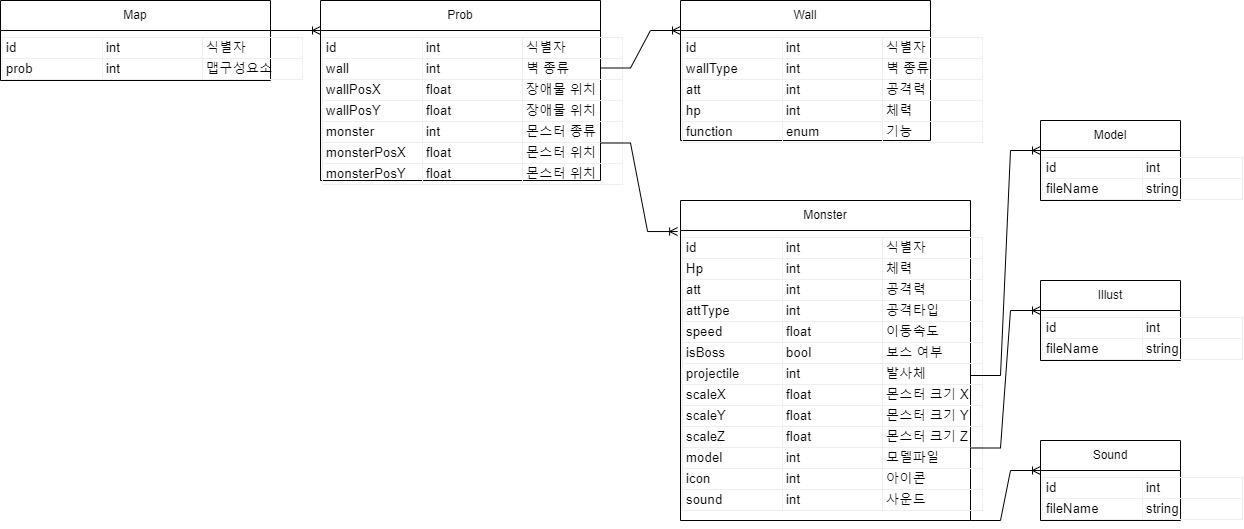 Map
id int 식별자
prob int 맵구성요소
Prob
id int 식별자
wall int 벽 종류
wallPosX float 장애물 위치
wallPosY float 장애물 위치
monster int 몬스터 종류
monsterPosX float 몬스터 위치
monsterPosY float 몬스터 위치
Wall
id int 식별자
wallType int 벽 종류
att int 공격력
hp int 체력
function enum 기능
Monster
id int 식별자
Hp int 체력
att int 공격력
attType int 공격타입
speed float 이동속도
isBoss bool 보스 여부
projectile int 발사체
scaleX float 몬스터 크기 X
scaleY float 몬스터 크기 Y
scaleZ float 몬스터 크기 Z
model int 모델파일
icon int 아이콘
sound int 사운드
Model
id int
fileName string
Illust
id int
fileName string
Sound
id int
fileName string